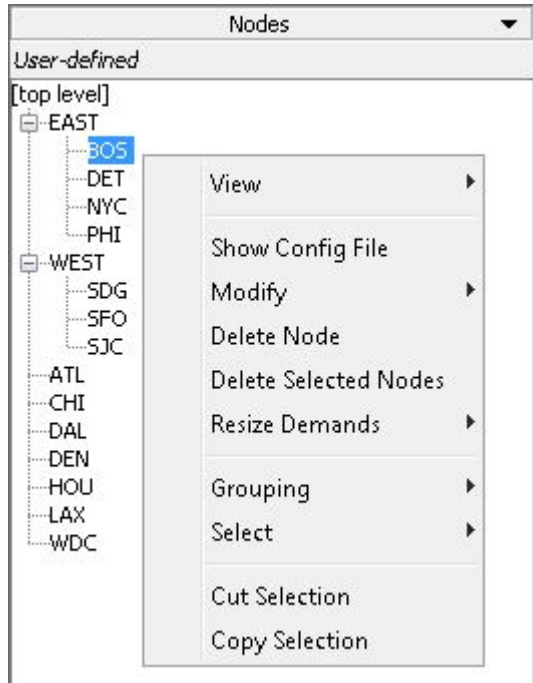 Nodes
User-defined
[top level]
EAST
BOS
DET
NYC
PHI
WEST
SDG
SFO
SJC
ATL
CHI
DAL
DEN
HOU
LAX
WDC
View
Show Config File
Modify
Delete Node
Delete Selected Nodes
Resize Demands
Grouping
Select
Cut Selection
Copy Selection